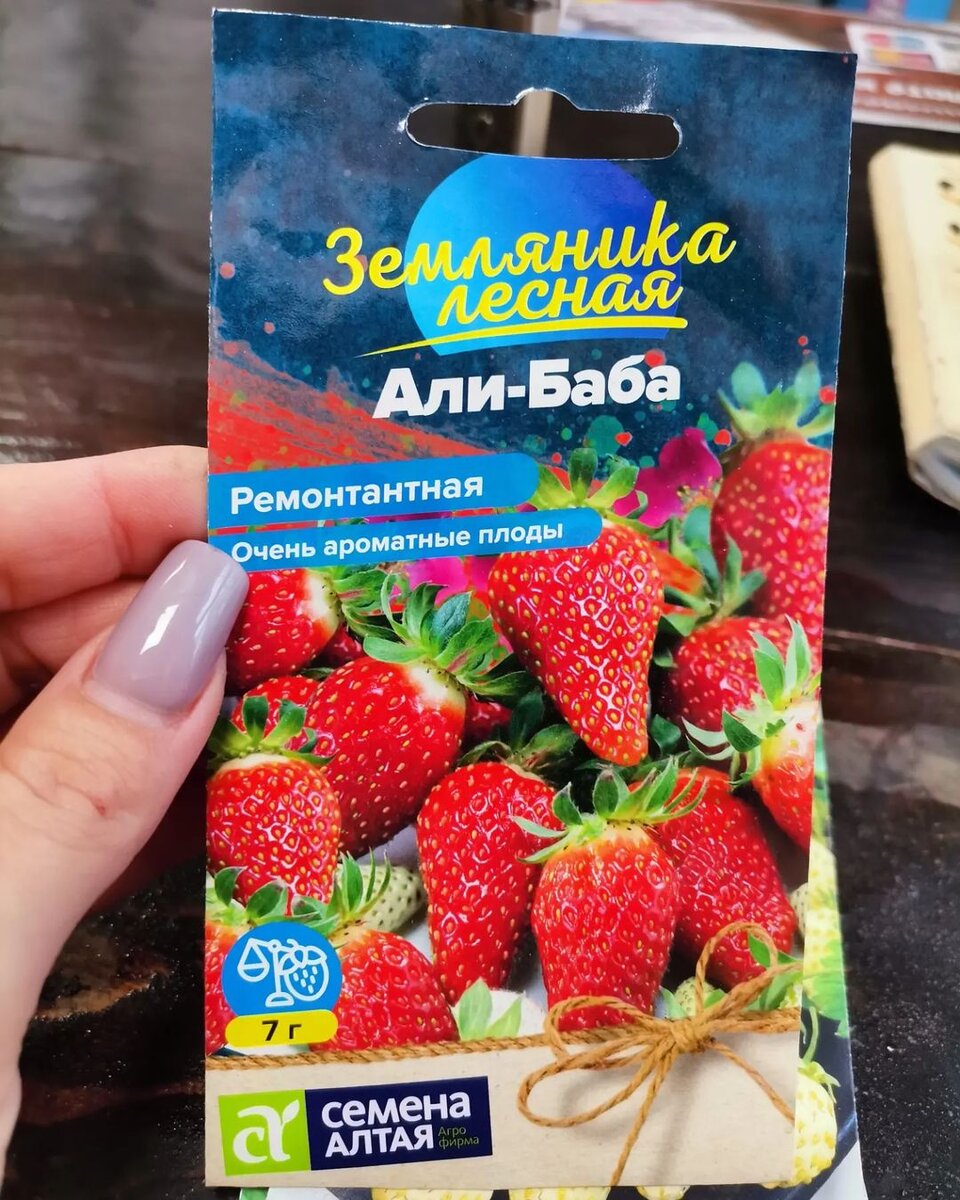 Земляника
лесная
Али-Баба
Ремонтантная
Очень ароматные плоды
7 г
семена
Алтая
Агро
фирма